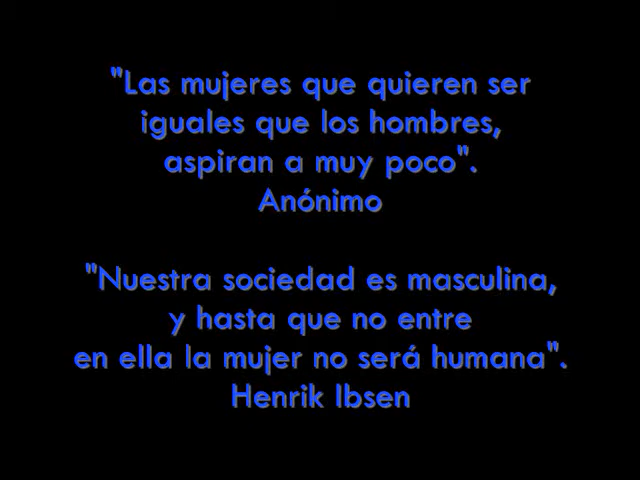 "Las mujeres que quieren ser
iguales que los hombres,
aspiran a muy poco".
Anónimo
"Nuestra sociedad es masculina,
y hasta que no entre
en ella la mujer no será humana".
Henrik Ibsen